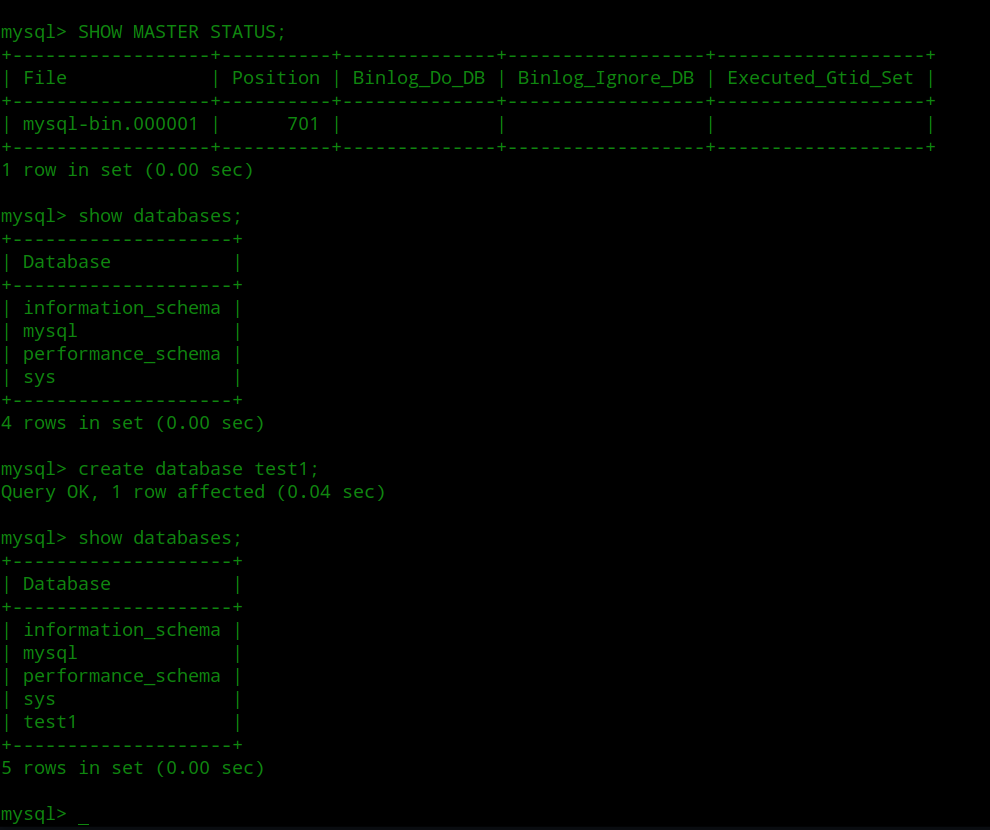 mysql> SHOW MASTER STATUS;
+------------------+----------+--------------+------------------+-------------------+
| File             | Position | Binlog_Do_DB | Binlog_Ignore_DB | Executed_Gtid_Set |
+------------------+----------+--------------+------------------+-------------------+
| mysql-bin.000001 |      701 |              |                  |                   |
+------------------+----------+--------------+------------------+-------------------+
1 row in set (0.00 sec)

mysql> show databases;
+--------------------+
| Database           |
+--------------------+
| information_schema |
| mysql              |
| performance_schema |
| sys                |
+--------------------+
4 rows in set (0.00 sec)

mysql> create database test1;
Query OK, 1 row affected (0.04 sec)

mysql> show databases;
+--------------------+
| Database           |
+--------------------+
| information_schema |
| mysql              |
| performance_schema |
| sys                |
| test1              |
+--------------------+
5 rows in set (0.00 sec)

mysql> _